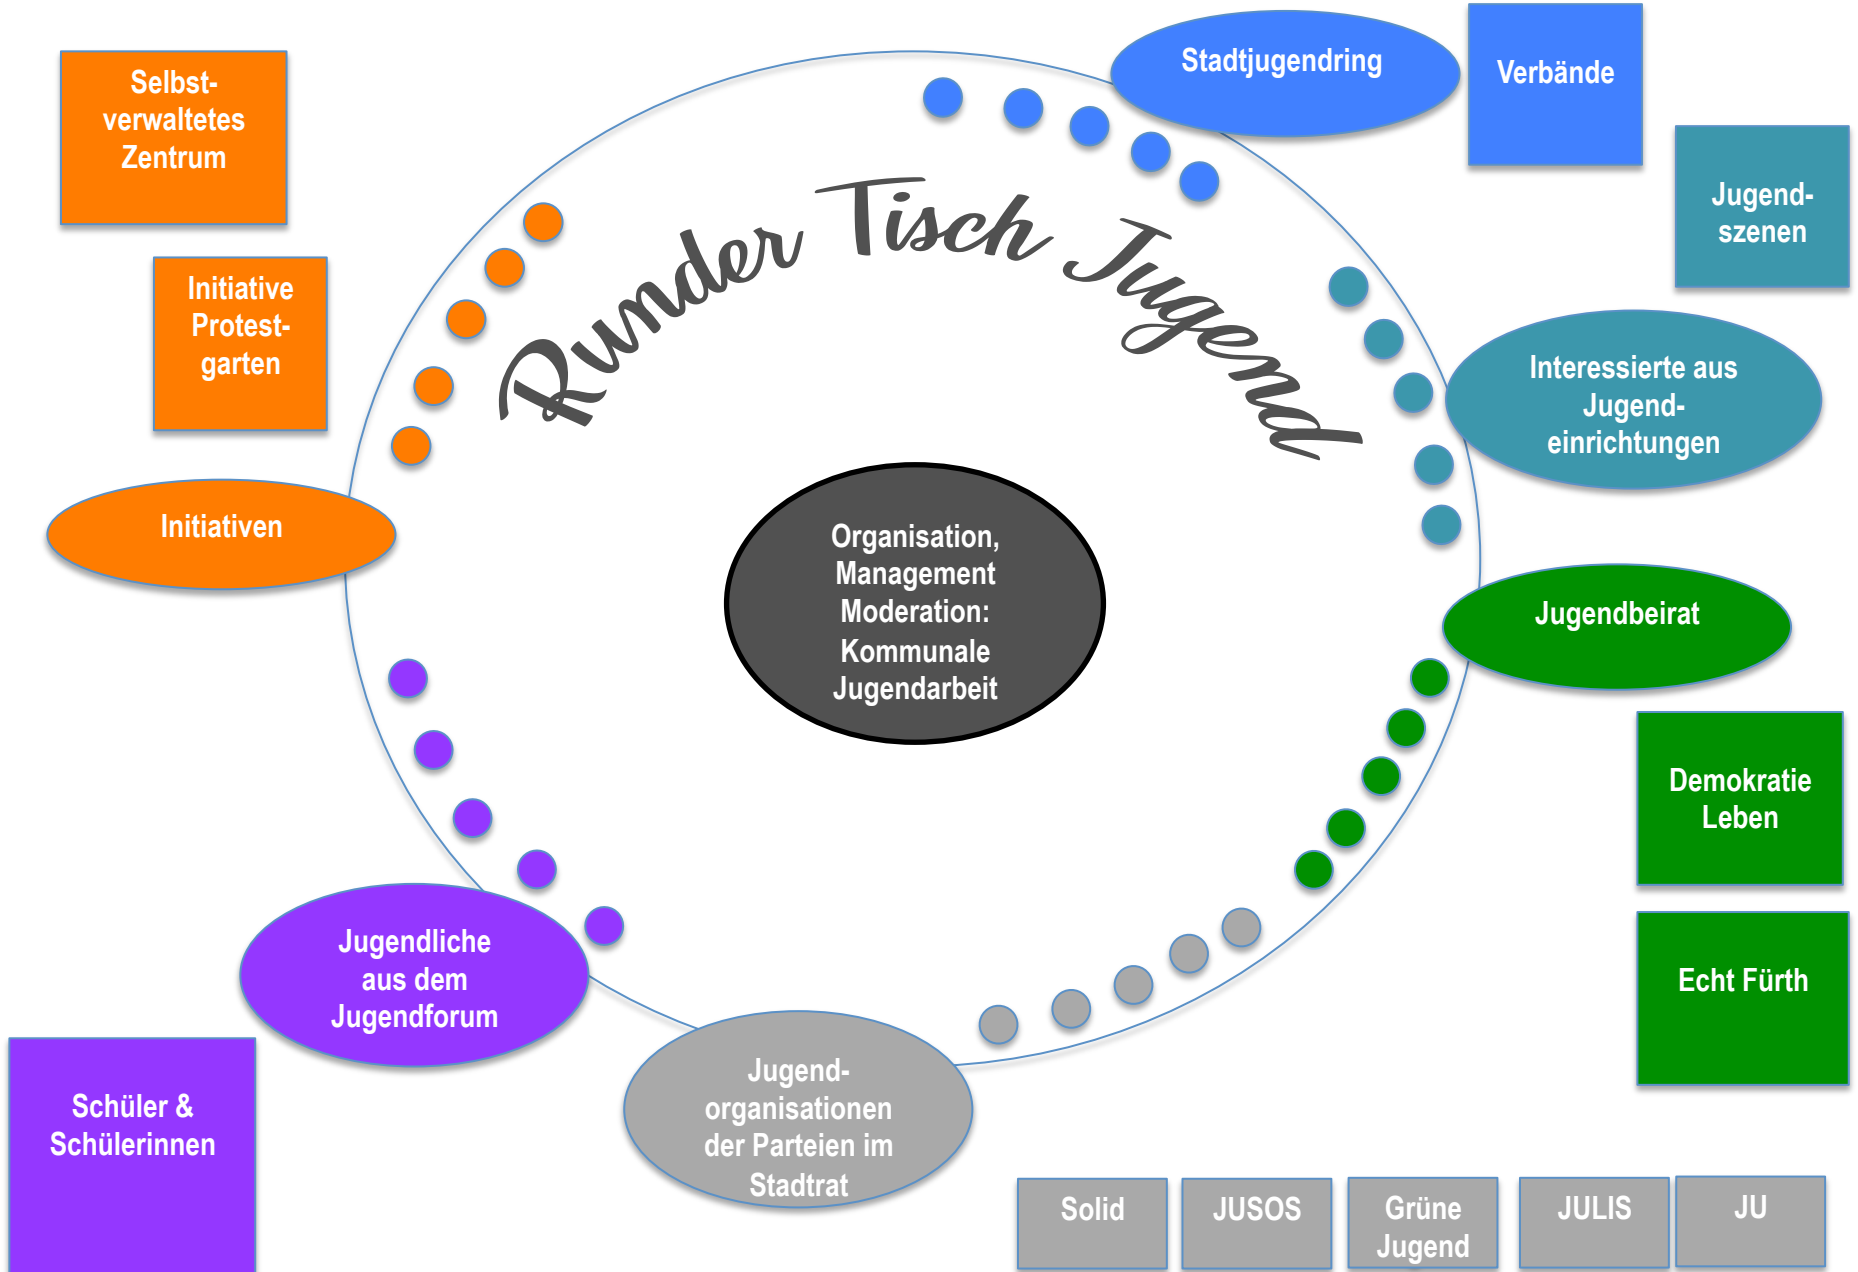 Selbst-
verwaltetes
Zentrum
Initiative
Protest-
garten
Initiativen
Stadtjugendring
Verbände
Jugend-
szenen
Interessierte aus
Jugend-
einrichtungen
Runder Tisch Jugend
Organisation,
Management
Moderation:
Kommunale
Jugendarbeit
Jugendbeirat
Demokratie
Leben
Echt Fürth
Jugendliche
aus dem
Jugendforum
Schüler &
Schülerinnen
Jugend-
organisationen
der Parteien im
Stadtrat
Solid
JUSOS
Grüne
Jugend
JULIS
JU